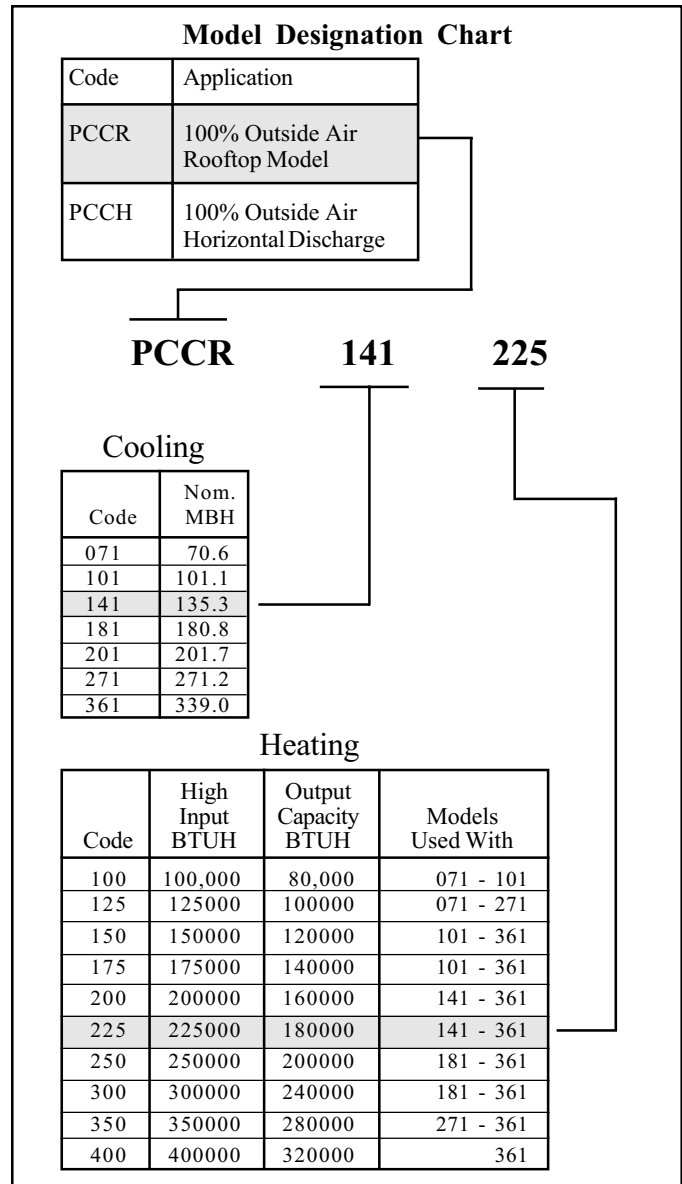 Model Designation Chart
Code Application
PCCR 100% Outside Air
Rooftop Model
PCCH 100% Outside Air
Horizontal Discharge
PCCR 141 225
Cooling
Code Nom.
MBH
071 70.6
101 101.1
141 135.3
181 180.8
201 201.7
271 271.2
361 339.0
Heating
Code High
Input
BTUH Output
Capacity
BTUH Models
Used With
100 100,000 80,000 071 - 101
125 125000 100000 071 - 271
150 150000 120000 101 - 361
175 175000 140000 101 - 361
200 200000 160000 141 - 361
225 225000 180000 141 - 361
250 250000 200000 181 - 361
300 300000 240000 181 - 361
350 350000 280000 271 - 361
400 400000 320000 361